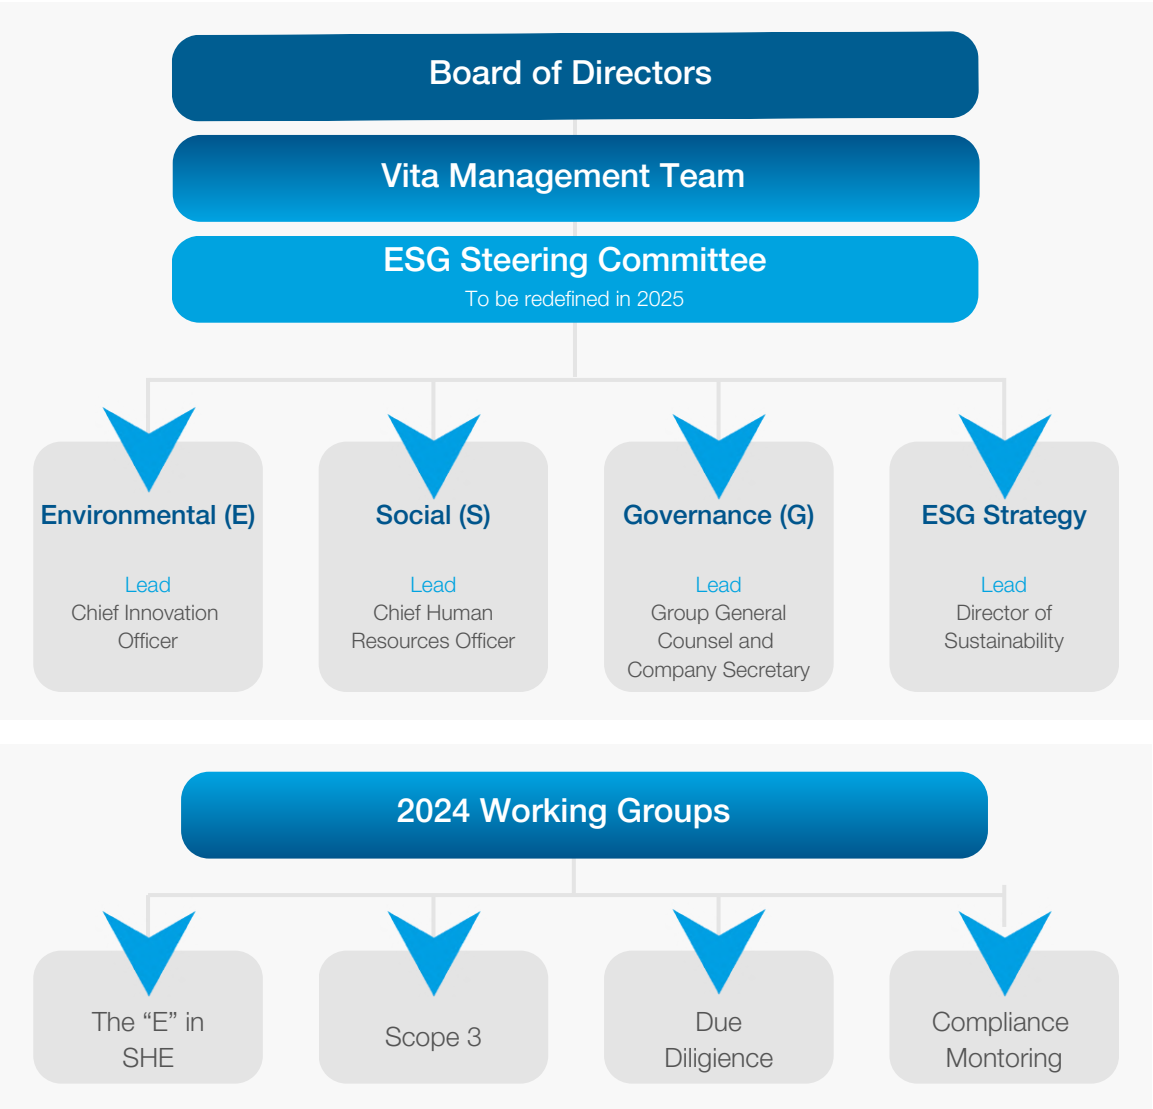 Board of Directors
Vita Management Team
ESG Steering Committee
To be redefined in 2025
Environmental (E)
Lead
Chief Innovation
Officer
Social (S)
Lead
Chief Human
Resources Officer
Governance (G)
Lead
Group General
Counsel and
Company Secretary
ESG Strategy
Lead
Director of
Sustainability
2024 Working Groups
The “E” in
SHE
Scope 3
Due
Diligience
Compliance
Montoring